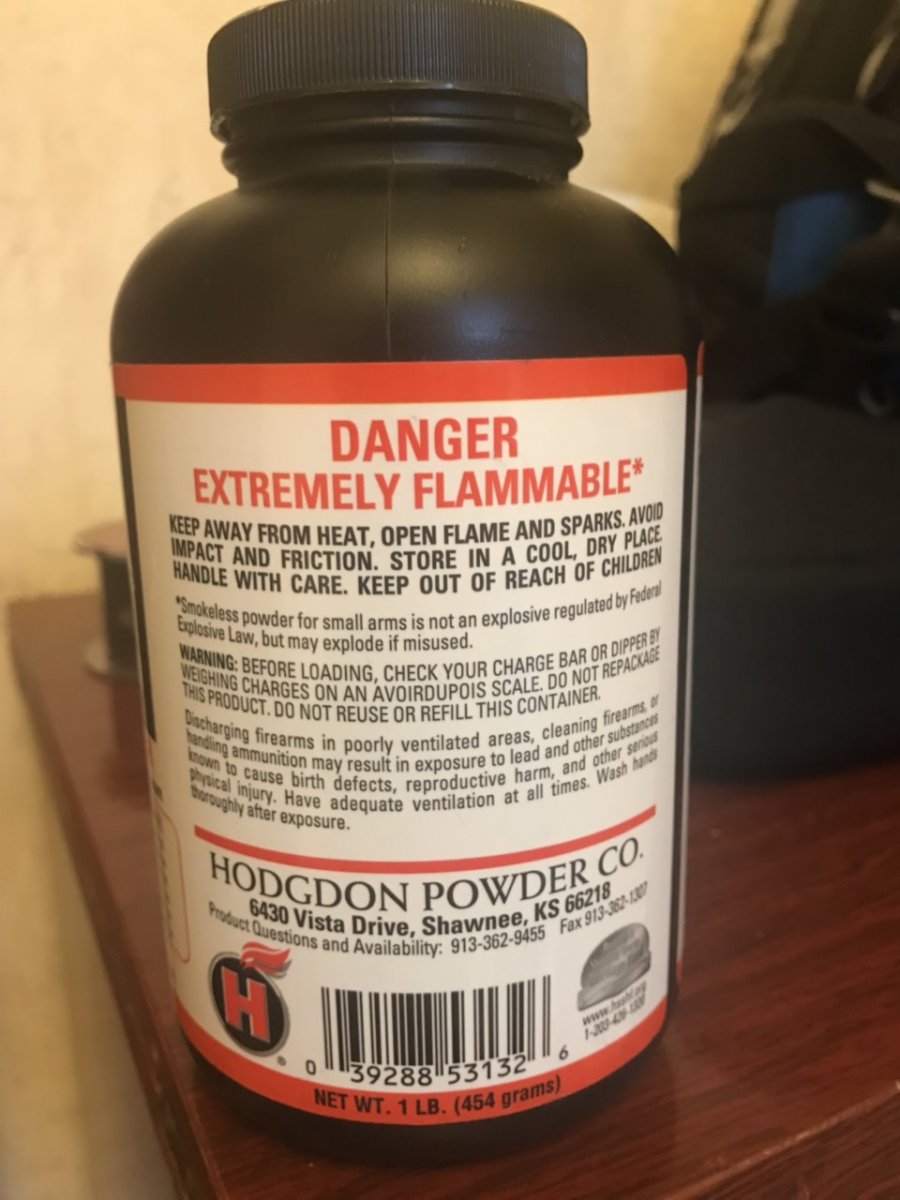 DANGER
EXTREMELY FLAMMABLE*
KEEP AWAY FROM HEAT, OPEN FLAME AND SPARKS. AVOID
IMPACT AND FRICTION. STORE IN A COOL, DRY PLACE.
HANDLE WITH CARE. KEEP OUT OF REACH OF CHILDREN
*Smokeless powder for small arms is not an explosive regulated by Federal
Explosive Law, but may explode if misused.
WARNING: BEFORE LOADING, CHECK YOUR CHARGE BAR OR DIPPER BY
WEIGHING CHARGES ON AN AVOIRDUPOIS SCALE. DO NOT REPACKAGE
THIS PRODUCT. DO NOT REUSE OR REFILL THIS CONTAINER.
Discharging firearms in poorly ventilated areas, cleaning firearms, or
handling ammunition may result in exposure to lead and other substances
known to cause birth defects, reproductive harm, and other serious
physical injury. Have adequate ventilation at all times. Wash hands
thoroughly after exposure.
HODGDON POWDER CO.
6430 Vista Drive, Shawnee, KS 66218
Product Questions and Availability: 913-362-9455 Fax 913-362-1307
H
®
www.hsshf.org
0 39288 53132 6
NET WT. 1 LB. (454 grams)